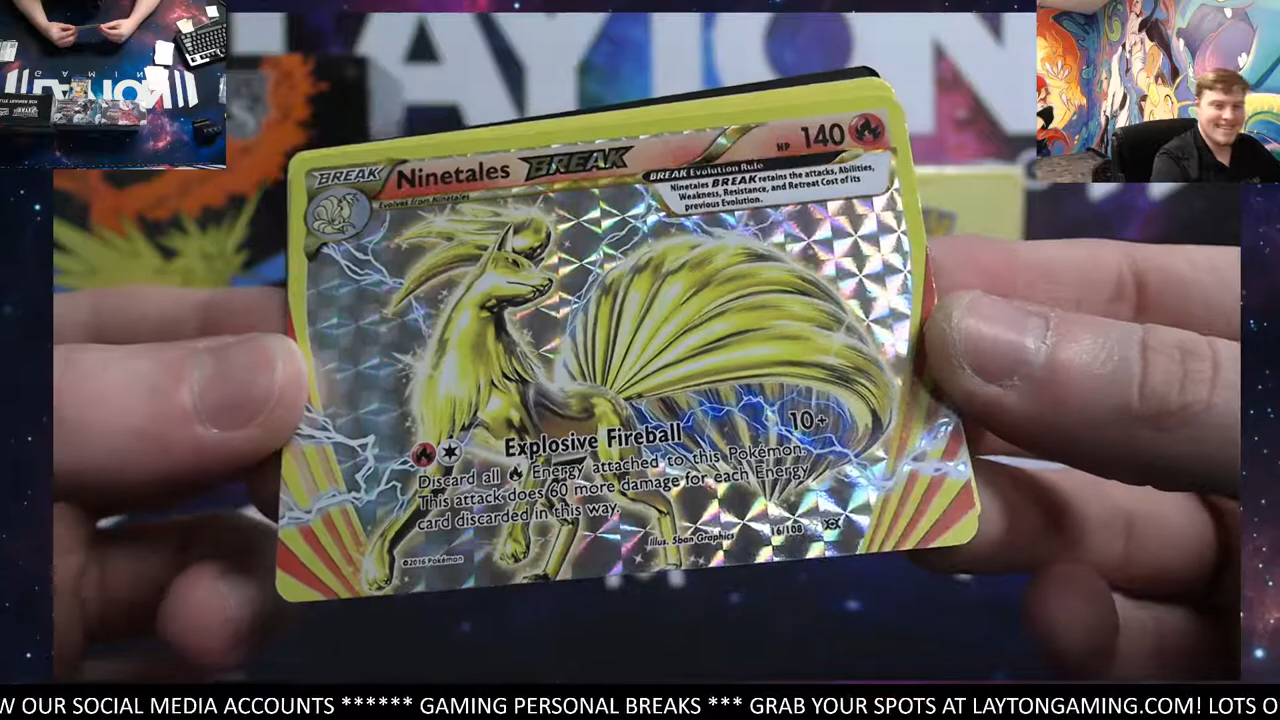 LAYTON
GAMING
LAYTON
BREAK
Ninetales BREAK
HP 140
Evolves from Ninetales
BREAK Evolution Rule
Ninetales BREAK retains the attacks, Abilities,
Weakness, Resistance, and Retreat Cost of its
previous Evolution.
Explosive Fireball 10+
Discard all Energy attached to this Pokémon.
This attack does 60 more damage for each Energy
card discarded in this way.
©2016 Pokémon
Illus. 5ban Graphics
16/108
W OUR SOCIAL MEDIA ACCOUNTS ****** GAMING PERSONAL BREAKS *** GRAB YOUR SPOTS AT LAYTONGAMING.COM! LOTS O